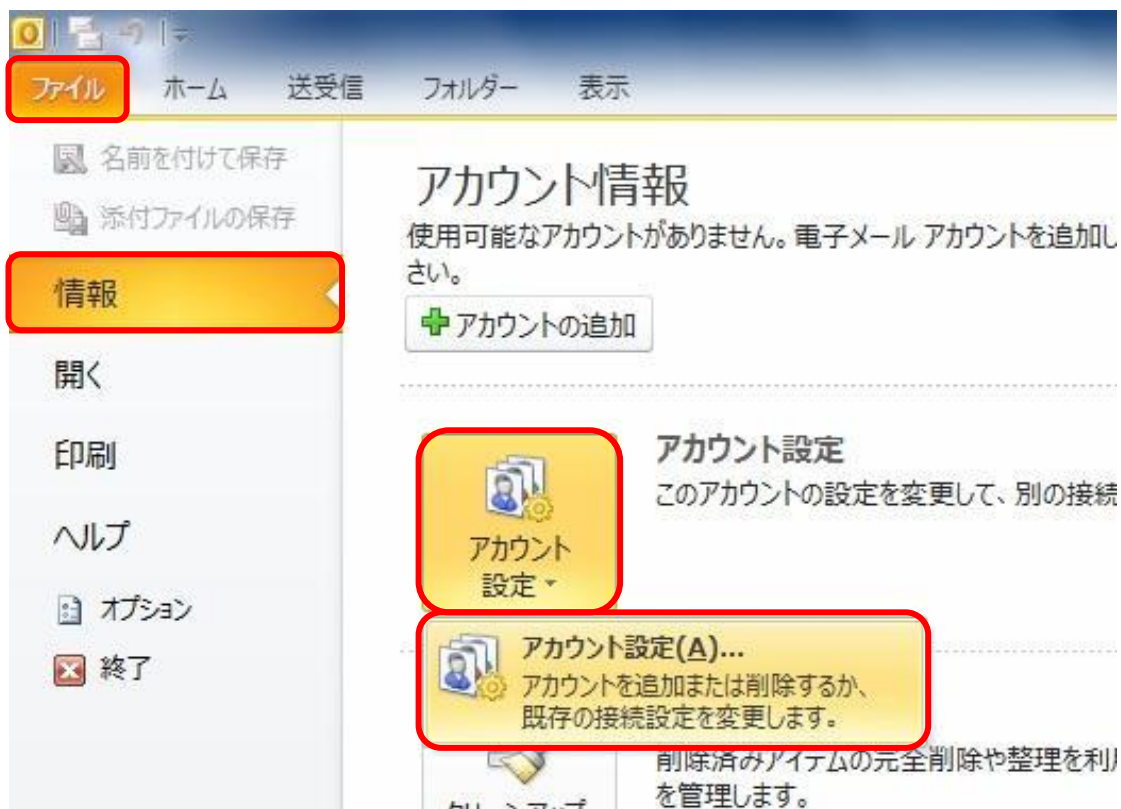 ファイル ホーム 送受信 フォルダー 表示
名前を付けて保存
添付ファイルの保存
情報
開く
印刷
ヘルプ
オプション
終了
アカウント情報
使用可能なアカウントがありません。電子メール アカウントを追加し
さい。
アカウントの追加
アカウント
設定
アカウント設定
このアカウントの設定を変更して、別の接続
アカウント設定(A)...
アカウントを追加または削除するか、
既存の接続設定を変更します。
削除済みアイテムの完全削除や整理を利用
を管理します。
クリーンアップ